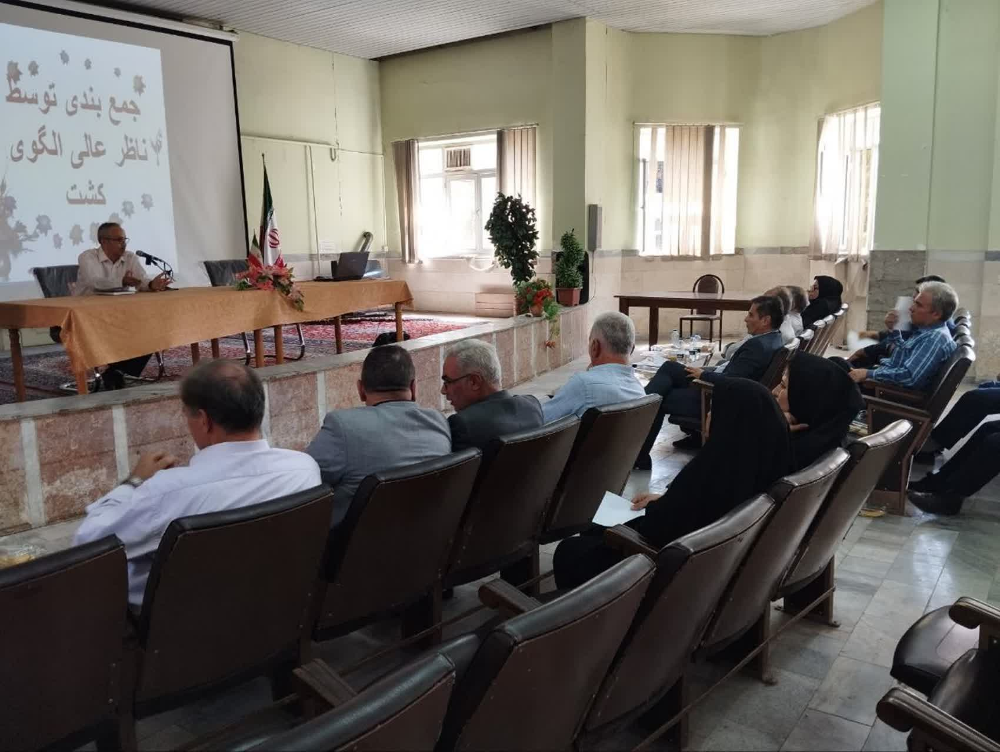 جمع بندی توسط
ناظر عالی الگوی
کشت